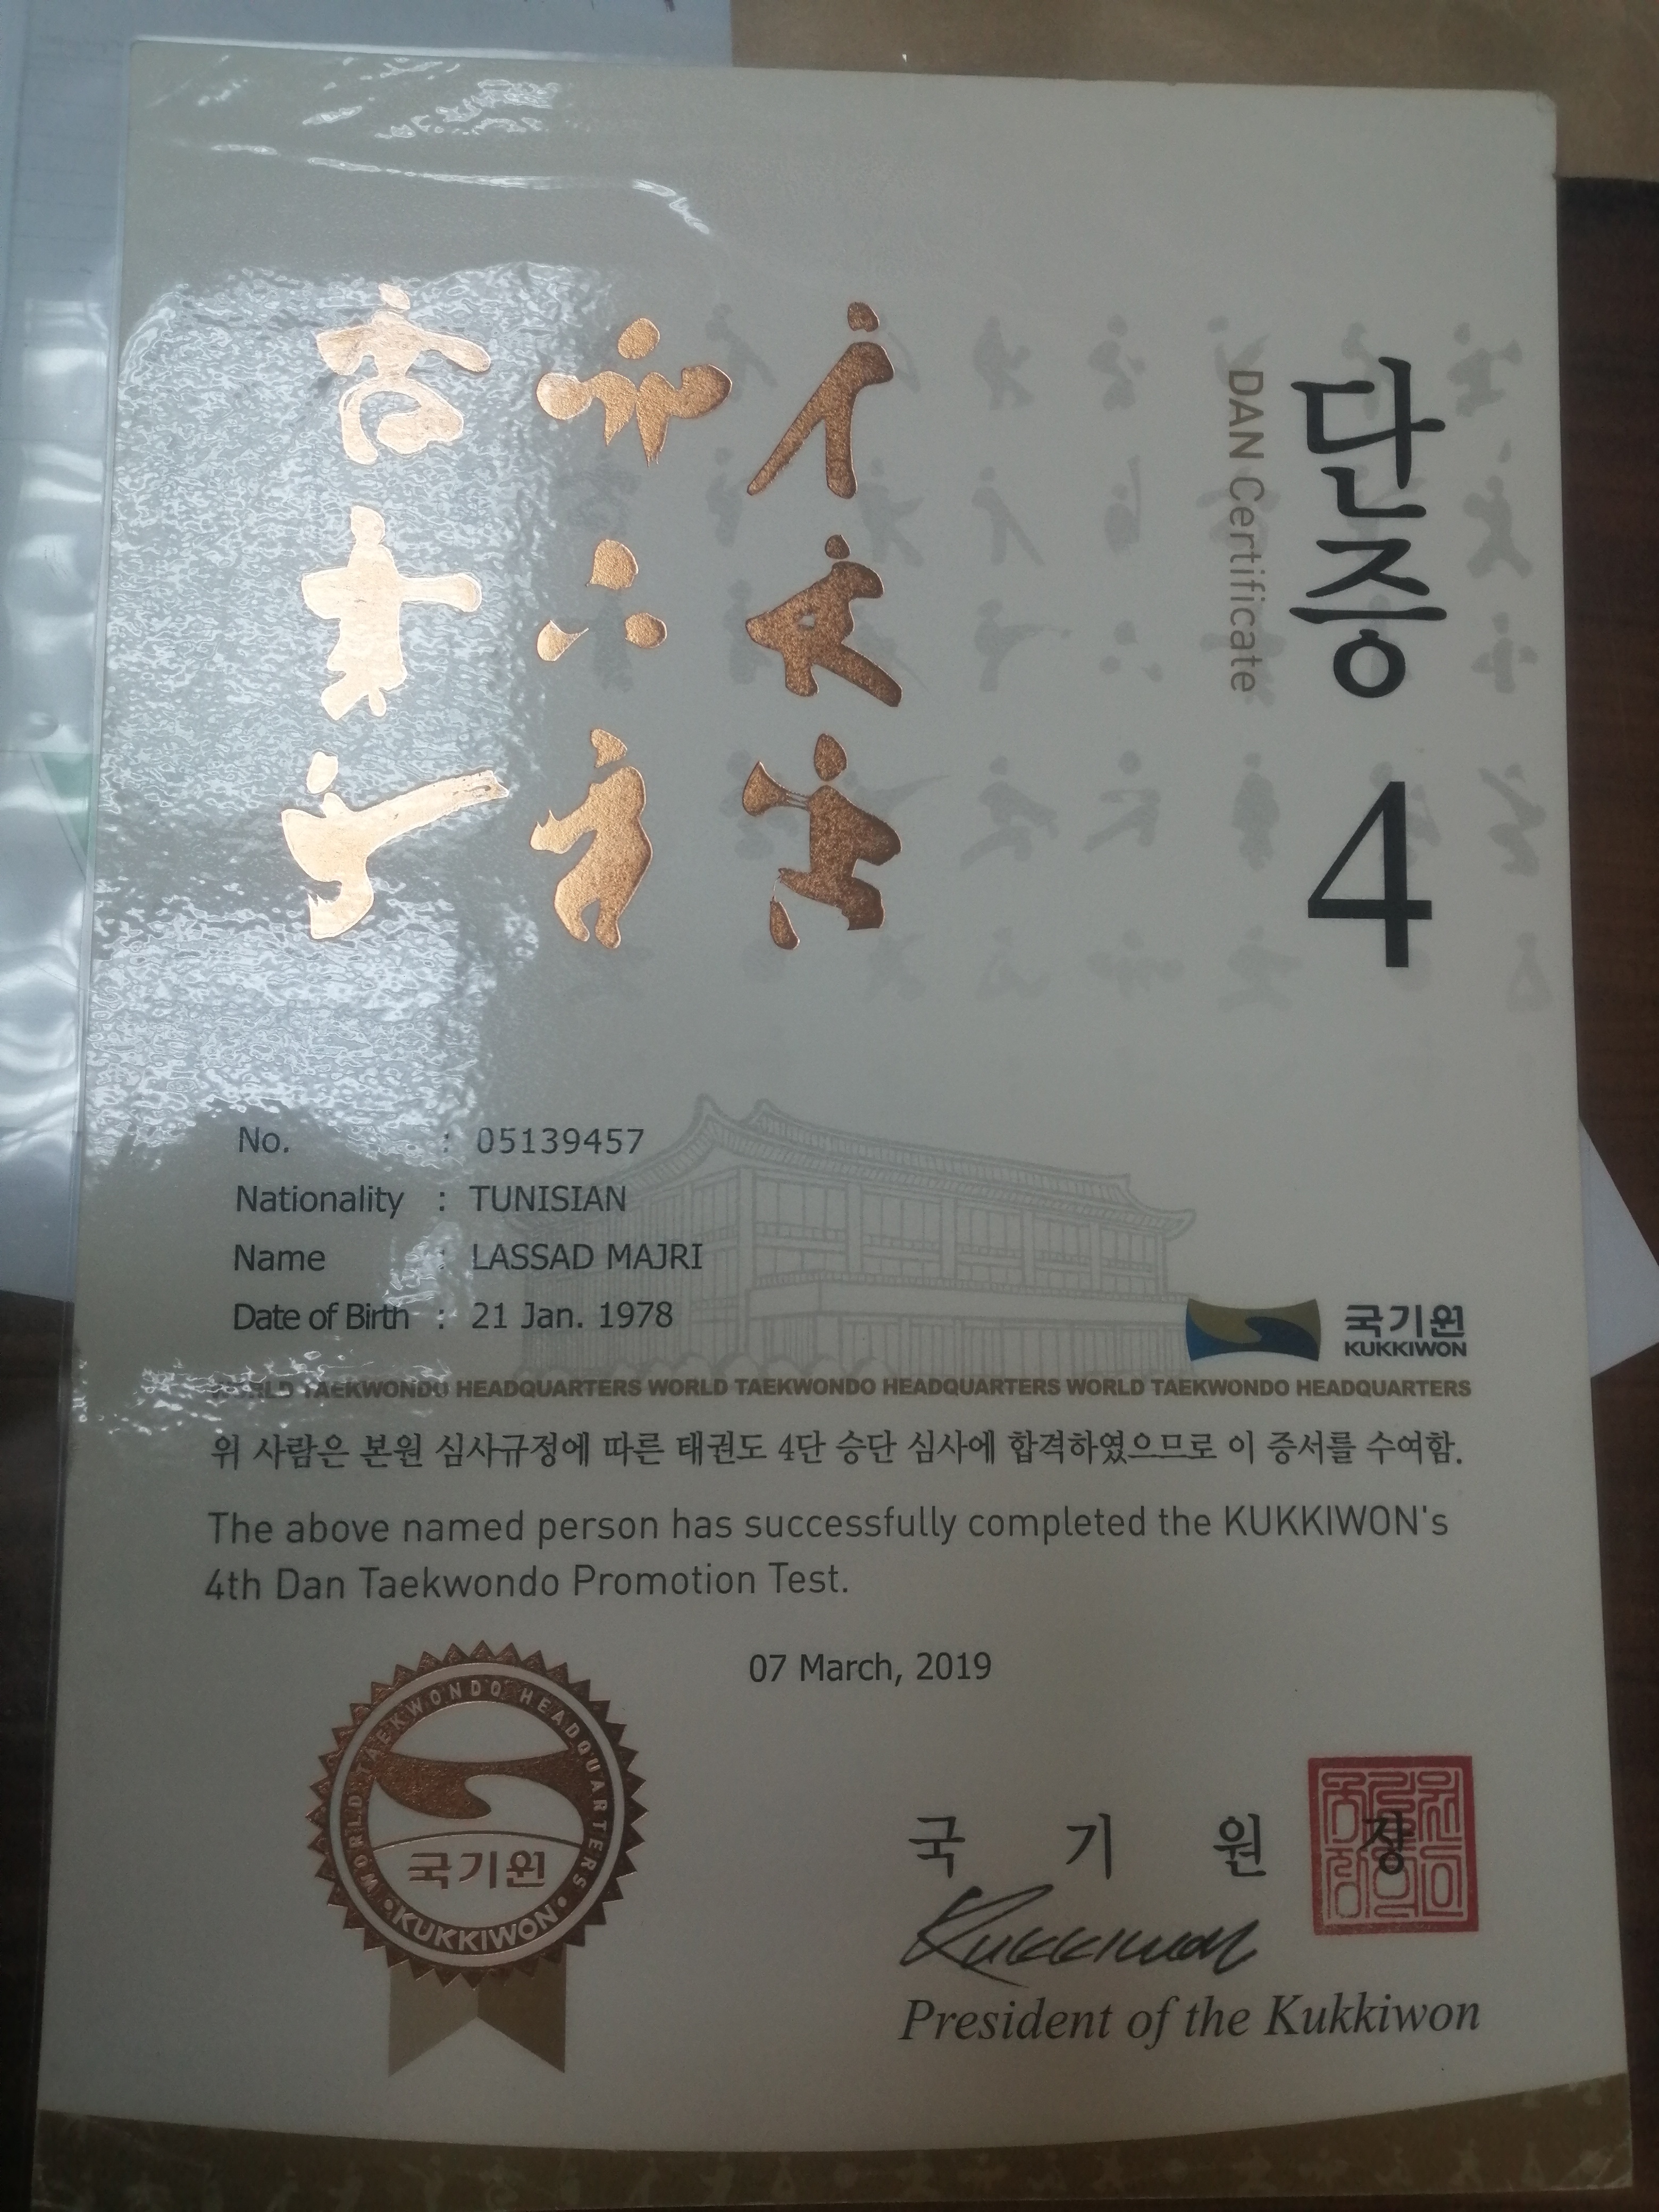 단증 4
DAN Certificate
No. : 05139457
Nationality : TUNISIAN
Name : LASSAD MAJRI
Date of Birth : 21 Jan. 1978
국기원
KUKKIWON
WORLD TAEKWONDO HEADQUARTERS WORLD TAEKWONDO HEADQUARTERS WORLD TAEKWONDO HEADQUARTERS
위 사람은 본원 심사규정에 따른 태권도 4단 승단 심사에 합격하였으므로 이 증서를 수여함.
The above named person has successfully completed the KUKKIWON's
4th Dan Taekwondo Promotion Test.
07 March, 2019
WORLD TAEKWONDO HEADQUARTERS
국기원
KUKKIWON
국 기 원 장
Kukkiwon
President of the Kukkiwon